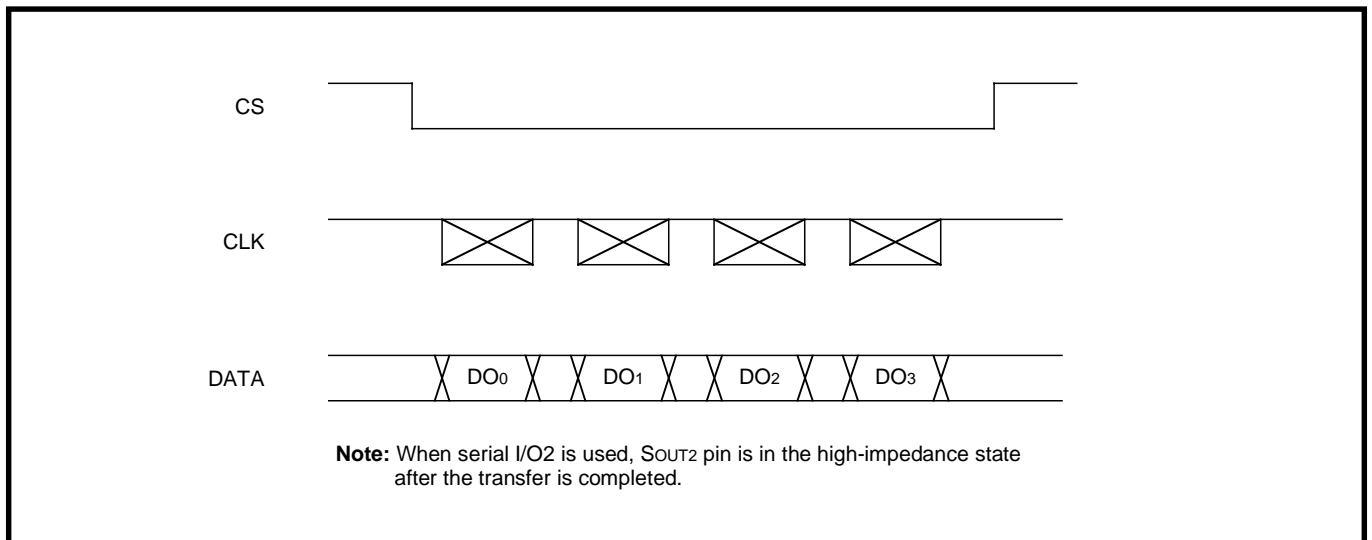 CS
CLK
DATA
DO0
DO1
DO2
DO3
Note: When serial I/O2 is used, SOUT2 pin is in the high-impedance state
after the transfer is completed.